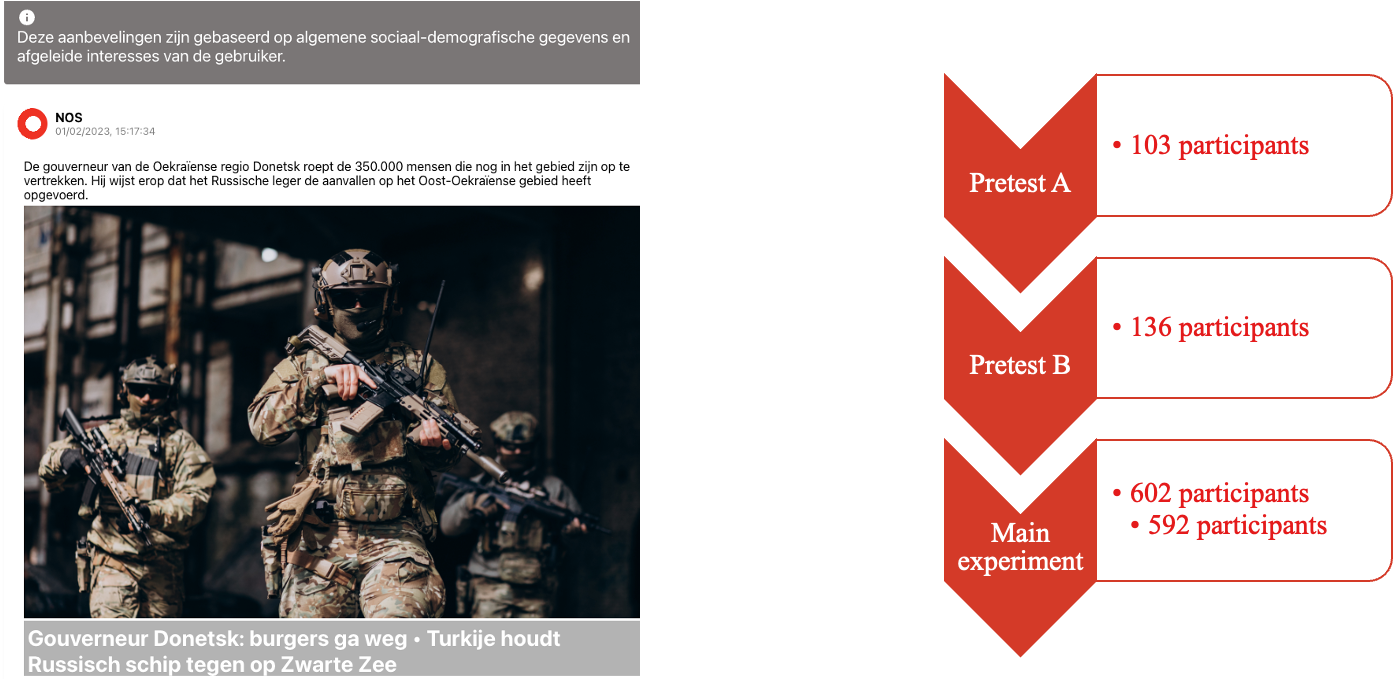 Deze aanbevelingen zijn gebaseerd op algemene sociaal-demografische gegevens en
afgeleide interesses van de gebruiker.
NOS
01/02/2023, 15:17:34
De gouverneur van de Oekraïense regio Donetsk roept de 350.000 mensen die nog in het gebied zijn op te
vertrekken. Hij wijst erop dat het Russische leger de aanvallen op het Oost-Oekraïense gebied heeft
opgevoerd.
Gouverneur Donetsk: burgers ga weg • Turkije houdt
Russisch schip tegen op Zwarte Zee
Pretest A
• 103 participants
Pretest B
• 136 participants
Main
experiment
• 602 participants
• 592 participants